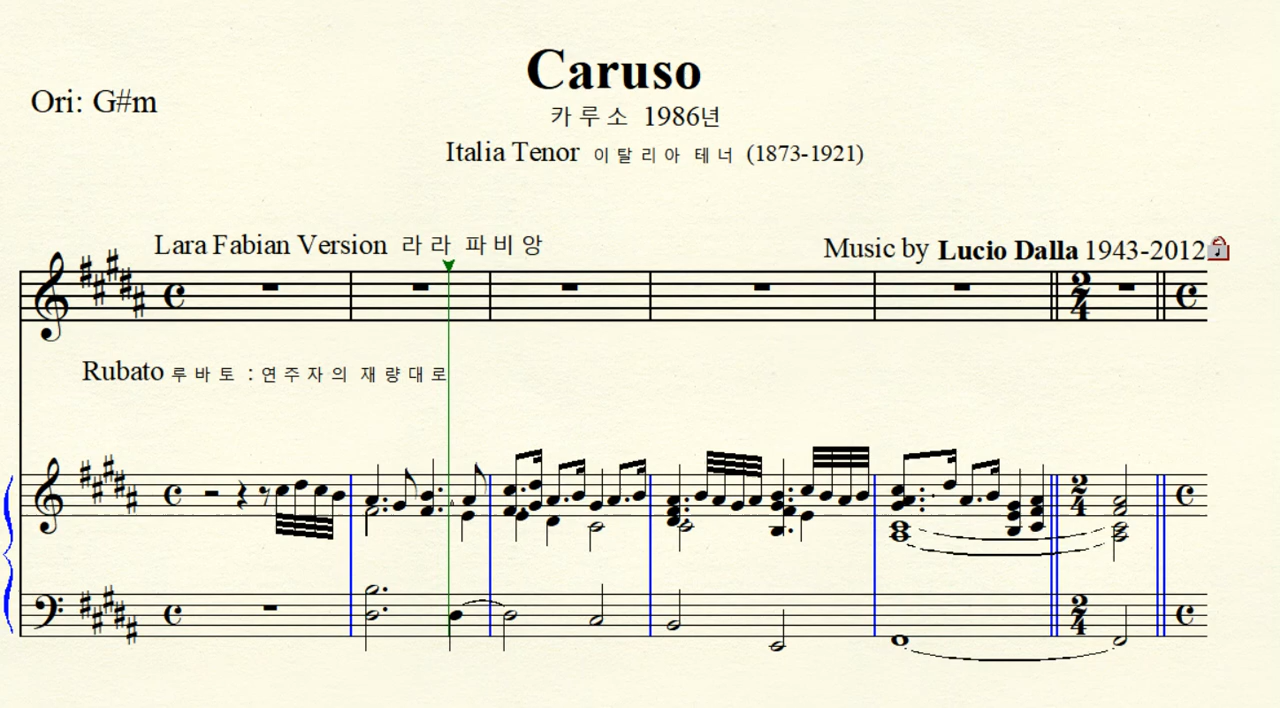 Caruso
Ori: G#m
카루소 1986년
Italia Tenor 이탈리아 테너 (1873-1921)
Lara Fabian Version 라라 파비앙
Music by Lucio Dalla 1943-2012
Rubato 루바토 : 연주자의 재량대로